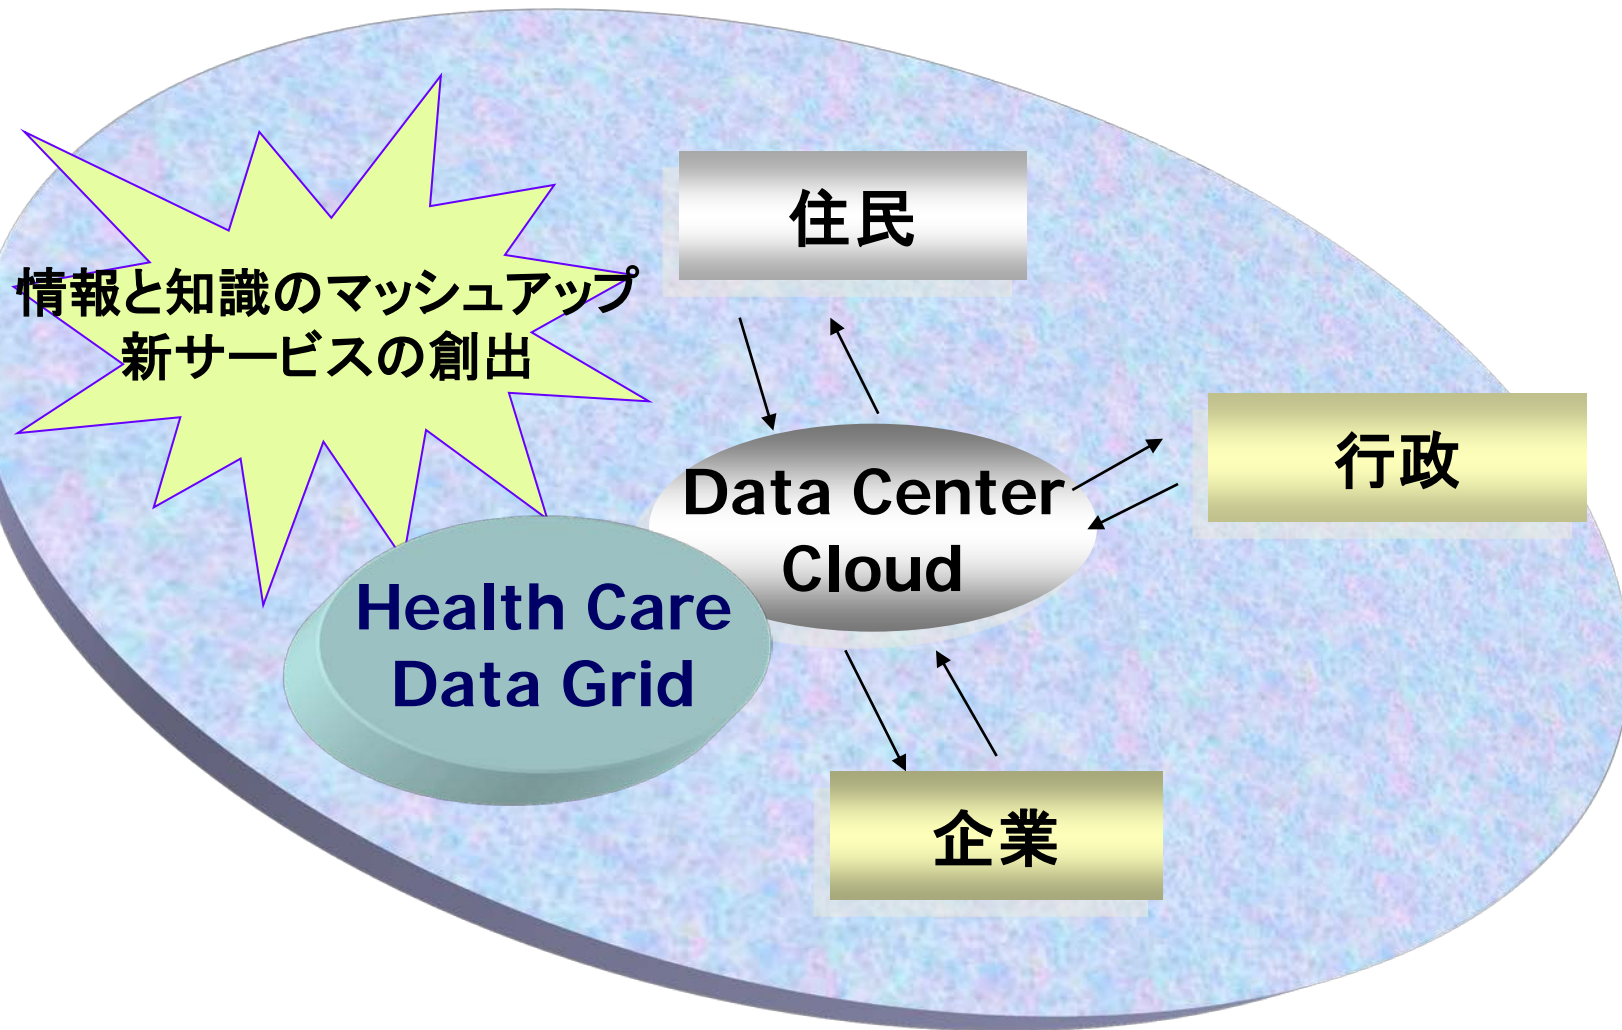 住民
情報と知識のマッシュアップ
新サービスの創出
行政
Data Center
Cloud
Health Care
Data Grid
企業